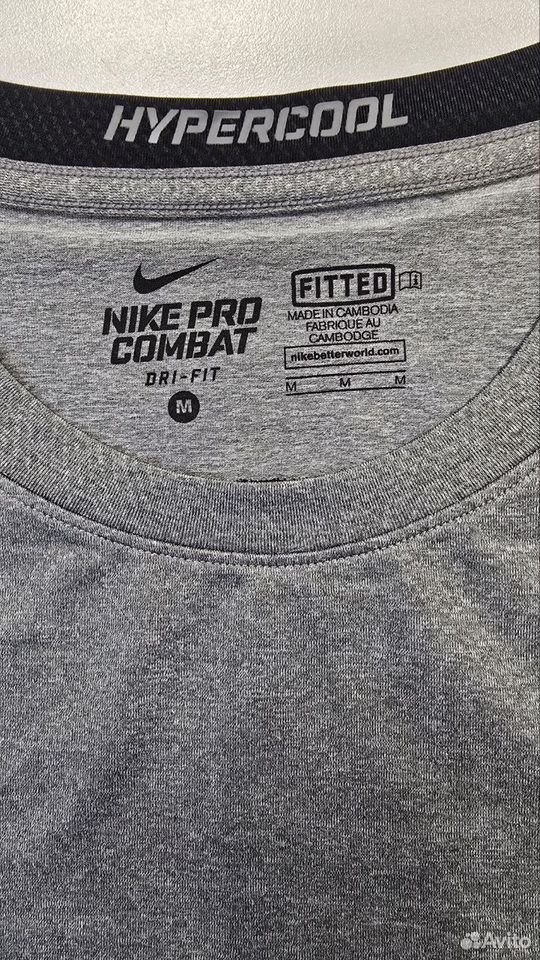 HYPERCOOL
NIKE PRO
COMBAT
DRI-FIT
M
FITTED
MADE IN CAMBODIA
FABRIQUE AU
CAMBODGE
nikebetterworld.com
M M M
Avito